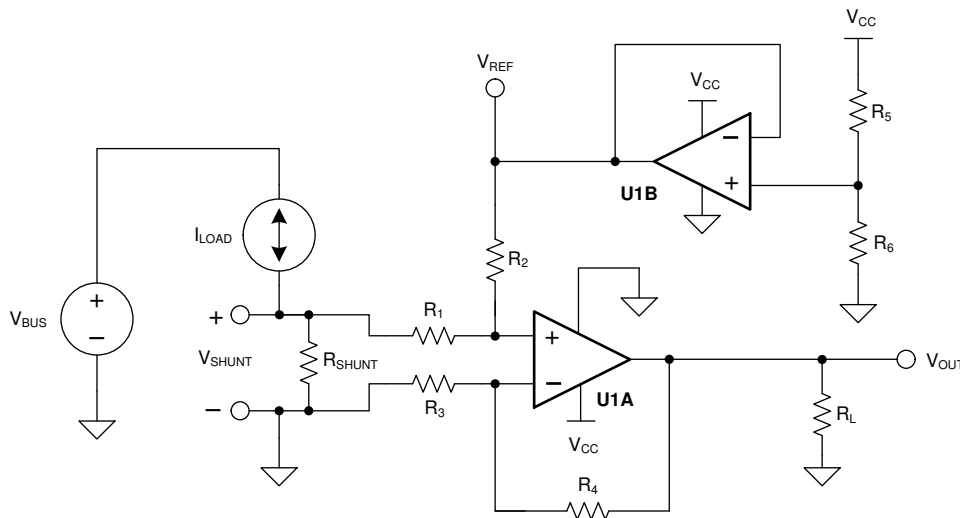 VCC
VREF
VCC
R5
−
+
U1B
ILOAD
R2
R6
+
−
VBUS
+
VSHUNT
−
RSHUNT
R1
R3
+
−
U1A
VCC
VOUT
RL
R4